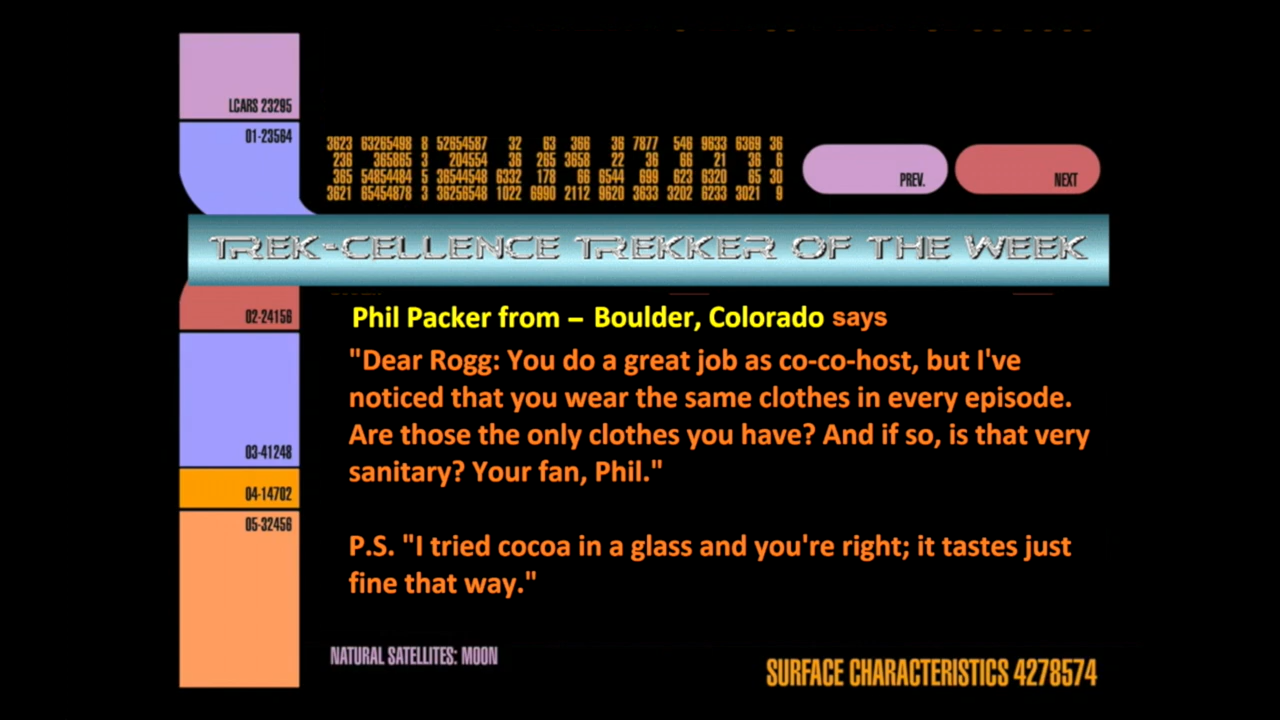 LCARS 23295
01-23564
3623 63265498 8 52654587 32 63 366 36 7877 546 9633 6369 36
236 365865 3 204554 36 265 3658 22 36 36 21 36 6
365 54854484 5 36544548 6332 178 66 6544 699 623 6320 35 30
3621 65454878 3 36256548 1022 6990 2112 9620 3633 3202 6233 3021 9
PREV.
NEXT
TREK-CELLENCE TREKKER OF THE WEEK
02-24156
Phil Packer from – Boulder, Colorado says
"Dear Rogg: You do a great job as co-co-host, but I've
noticed that you wear the same clothes in every episode.
Are those the only clothes you have? And if so, is that very
sanitary? Your fan, Phil."
03-41248
04-14702
05-32456
P.S. "I tried cocoa in a glass and you're right; it tastes just
fine that way."
NATURAL SATELLITES: MOON
SURFACE CHARACTERISTICS 4278574